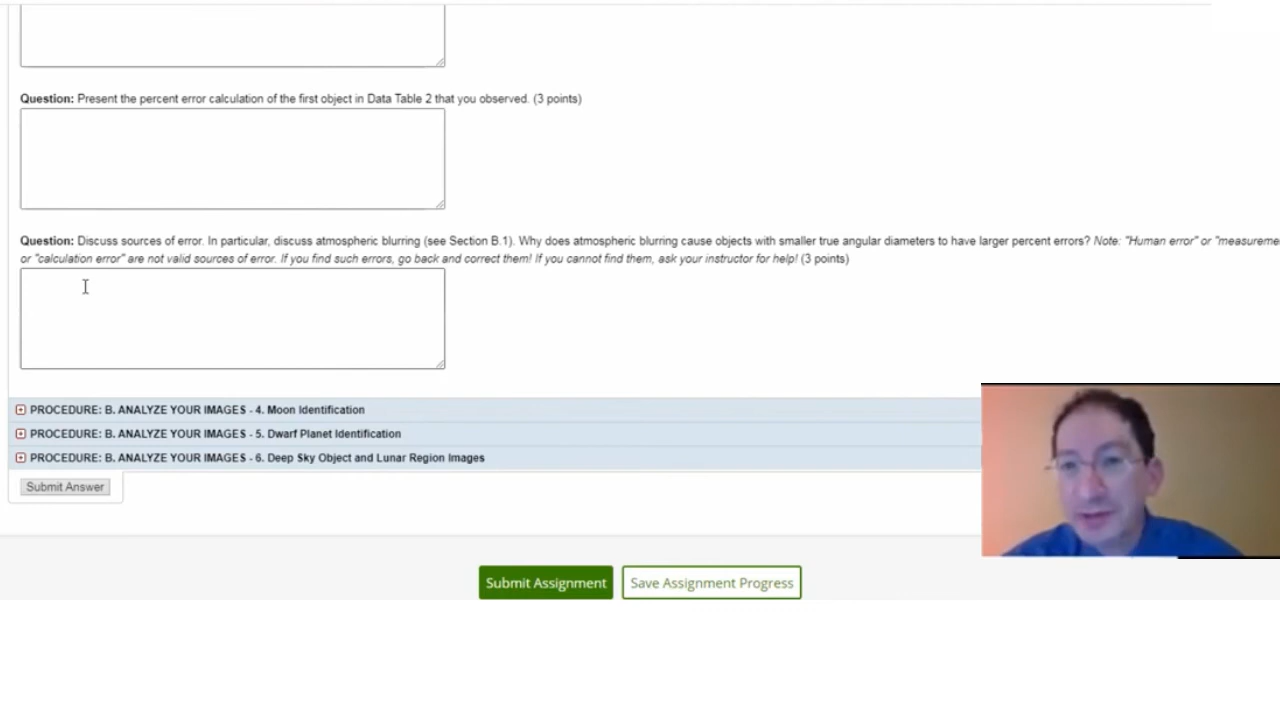 Question: Present the percent error calculation of the first object in Data Table 2 that you observed. (3 points)
Question: Discuss sources of error. In particular, discuss atmospheric blurring (see Section B.1). Why does atmospheric blurring cause objects with smaller true angular diameters to have larger percent errors? Note: "Human error" or "measureme
or "calculation error" are not valid sources of error. If you find such errors, go back and correct them! If you cannot find them, ask your instructor for help! (3 points)
PROCEDURE: B. ANALYZE YOUR IMAGES - 4. Moon Identification
PROCEDURE: B. ANALYZE YOUR IMAGES - 5. Dwarf Planet Identification
PROCEDURE: B. ANALYZE YOUR IMAGES - 6. Deep Sky Object and Lunar Region Images
Submit Answer
Submit Assignment Save Assignment Progress